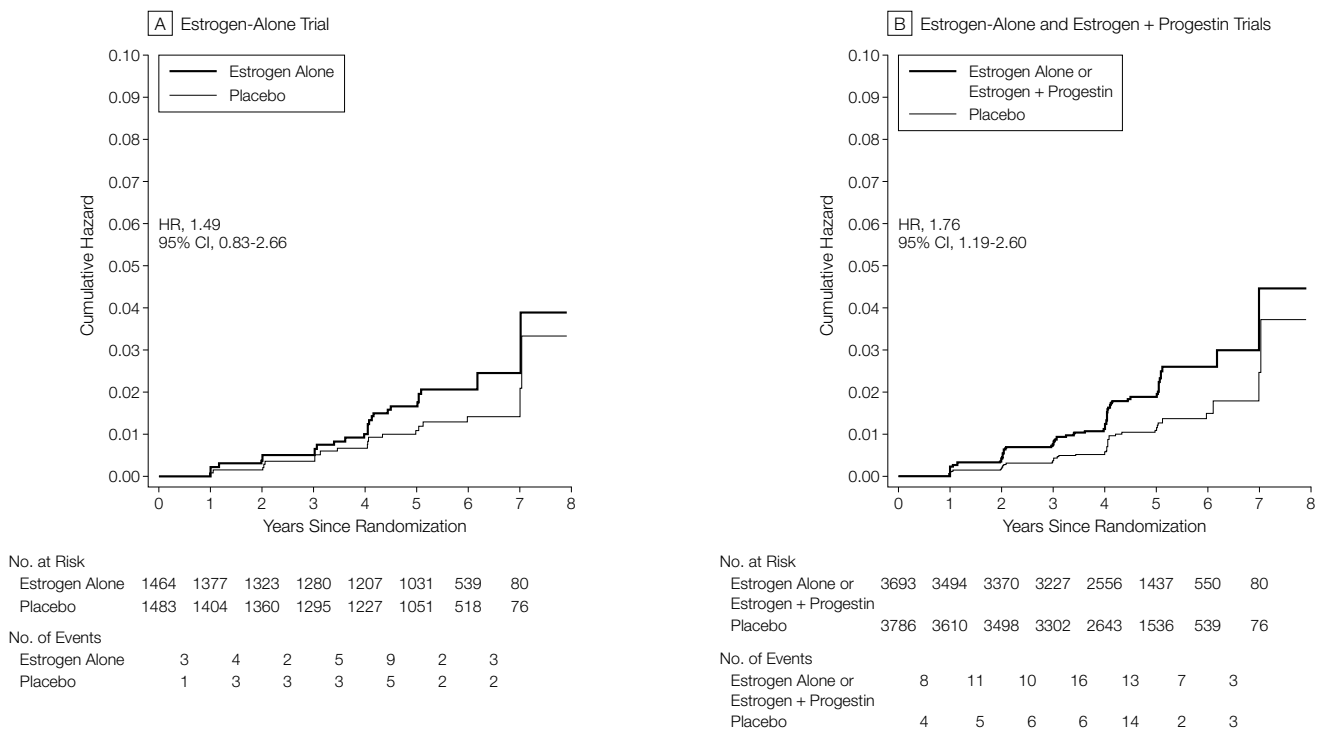 A Estrogen-Alone Trial
0.10
0.09
0.08
0.07
0.06
0.05
0.04
0.03
0.02
0.01
0.00
Cumulative Hazard
Estrogen Alone
Placebo
HR, 1.49
95% CI, 0.83-2.66
0 1 2 3 4 5 6 7 8
Years Since Randomization
No. at Risk
Estrogen Alone 1464 1377 1323 1280 1207 1031 539 80
Placebo 1483 1404 1360 1295 1227 1051 518 76
No. of Events
Estrogen Alone 3 4 2 5 9 2 3
Placebo 1 3 3 3 5 2 2
B Estrogen-Alone and Estrogen + Progestin Trials
0.10
0.09
0.08
0.07
0.06
0.05
0.04
0.03
0.02
0.01
0.00
Cumulative Hazard
Estrogen Alone or
Estrogen + Progestin
Placebo
HR, 1.76
95% CI, 1.19-2.60
0 1 2 3 4 5 6 7 8
Years Since Randomization
No. at Risk
Estrogen Alone or 3693 3494 3370 3227 2556 1437 550 80
Estrogen + Progestin
Placebo 3786 3610 3498 3302 2643 1536 539 76
No. of Events
Estrogen Alone or 8 11 10 16 13 7 3
Estrogen + Progestin
Placebo 4 5 6 6 14 2 3